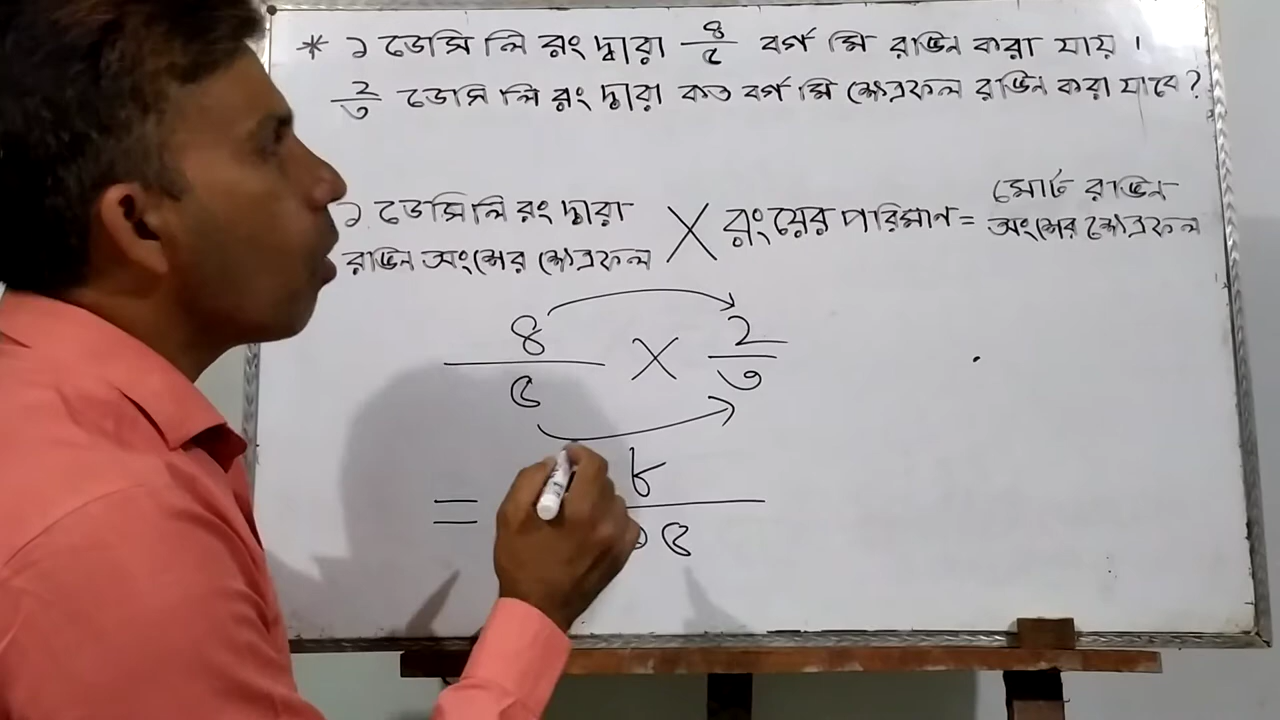 * ১ ডেসি লি রং দ্বারা ৪/৫ বর্গ মি রাঙিন করা যায়।
২/৩ ডেসি লি রং দ্বারা কত বর্গ মি ক্ষেত্রফল রাঙিন করা যাবে?
১ ডেসি লি রং দ্বারা রাঙিন অংশের ক্ষেত্রফল × রংয়ের পরিমান = মোট রাঙিন অংশের ক্ষেত্রফল
৪/৫ × ২/৩
= ৮/১৫